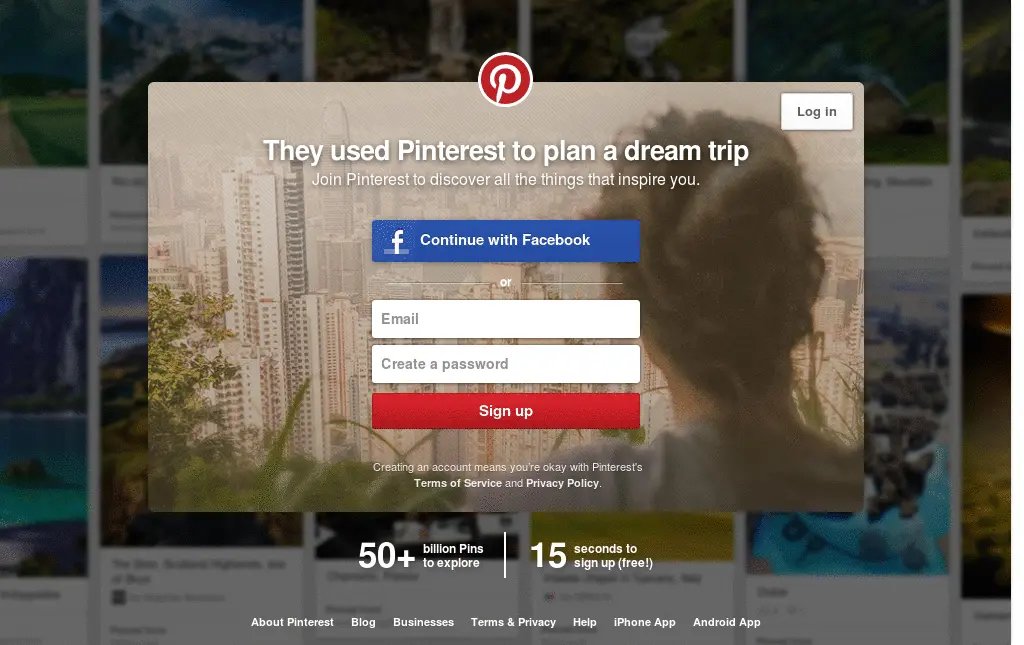 Log in
They used Pinterest to plan a dream trip
Join Pinterest to discover all the things that inspire you.
f Continue with Facebook
or
Email
Create a password
Sign up
Creating an account means you're okay with Pinterest's
Terms of Service and Privacy Policy.
50+ billion Pins to explore
15 seconds to sign up (free!)
About Pinterest Blog Businesses Terms & Privacy Help iPhone App Android App